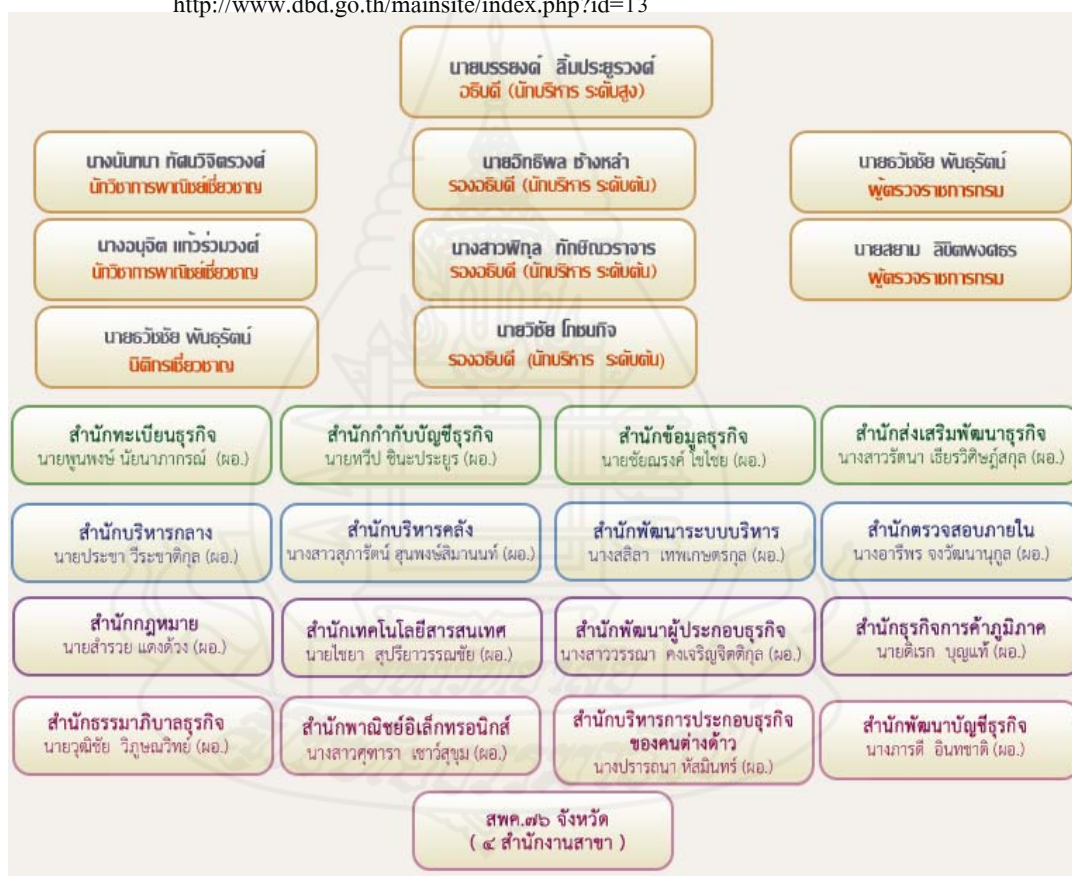 http://www.dbd.go.th/mainsite/index.php?id=13
นายบรรยงค์ ลิ้มประยูรวงศ์
อธิบดี (นักบริหาร ระดับสูง)
นางนันทนา ทัศนวิจิตรวงศ์
นักวิชาการพาณิชย์เชี่ยวชาญ
นายอิทธิพล ช้างหลำ
รองอธิบดี (นักบริหาร ระดับต้น)
นายธวัชชัย พันธุรัตน์
ผู้ตรวจราชการกรม
นางอนุจิต แก้วร่วมวงศ์
นักวิชาการพาณิชย์เชี่ยวชาญ
นางสาวพิกุล ทักษิณวราจาร
รองอธิบดี (นักบริหาร ระดับต้น)
นายสยาม ลิขิตพงศธร
ผู้ตรวจราชการกรม
นายธวัชชัย พันธุรัตน์
นิติกรเชี่ยวชาญ
นายวิชัย โภชนกิจ
รองอธิบดี (นักบริหาร ระดับต้น)
สำนักทะเบียนธุรกิจ
นายพูนพงษ์ นัยนาภากรณ์ (ผอ.)
สำนักกำกับบัญชีธุรกิจ
นายทวีป ชินะประยูร (ผอ.)
สำนักข้อมูลธุรกิจ
นายชัยณรงค์ ไขไชย (ผอ.)
สำนักส่งเสริมพัฒนาธุรกิจ
นางสาวรัตนา เธียรวิศิษฎ์สกุล (ผอ.)
สำนักบริหารกลาง
นายประชา วีระชาติกุล (ผอ.)
สำนักบริหารคลัง
นางสาวสุภารัตน์ สุนพงษ์สิมานนท์ (ผอ.)
สำนักพัฒนาระบบบริหาร
นางสลิลา เทพเกษตรกุล (ผอ.)
สำนักตรวจสอบภายใน
นางอารีพร จงวัฒนานุกูล (ผอ.)
สำนักกฎหมาย
นายสำรวย แดงด้วง (ผอ.)
สำนักเทคโนโลยีสารสนเทศ
นายไชยา สุปรียาวรรณชัย (ผอ.)
สำนักพัฒนาผู้ประกอบธุรกิจ
นางสาววรรณา คงเจริญจิตติกุล (ผอ.)
สำนักธุรกิจการค้าภูมิภาค
นายดิเรก บุญแท้ (ผอ.)
สำนักธรรมาภิบาลธุรกิจ
นายวุฒิชัย วิภูษณวิทย์ (ผอ.)
สำนักพาณิชย์อิเล็กทรอนิกส์
นางสาวศุฑารา เชาว์สุขุม (ผอ.)
สำนักบริหารการประกอบธุรกิจ
ของคนต่างด้าว
นางปรารถนา หัสมินทร์ (ผอ.)
สำนักพัฒนาบัญชีธุรกิจ
นางภารดี อินทชาติ (ผอ.)
สพค.๗๖ จังหวัด
( ๔ สำนักงานสาขา )